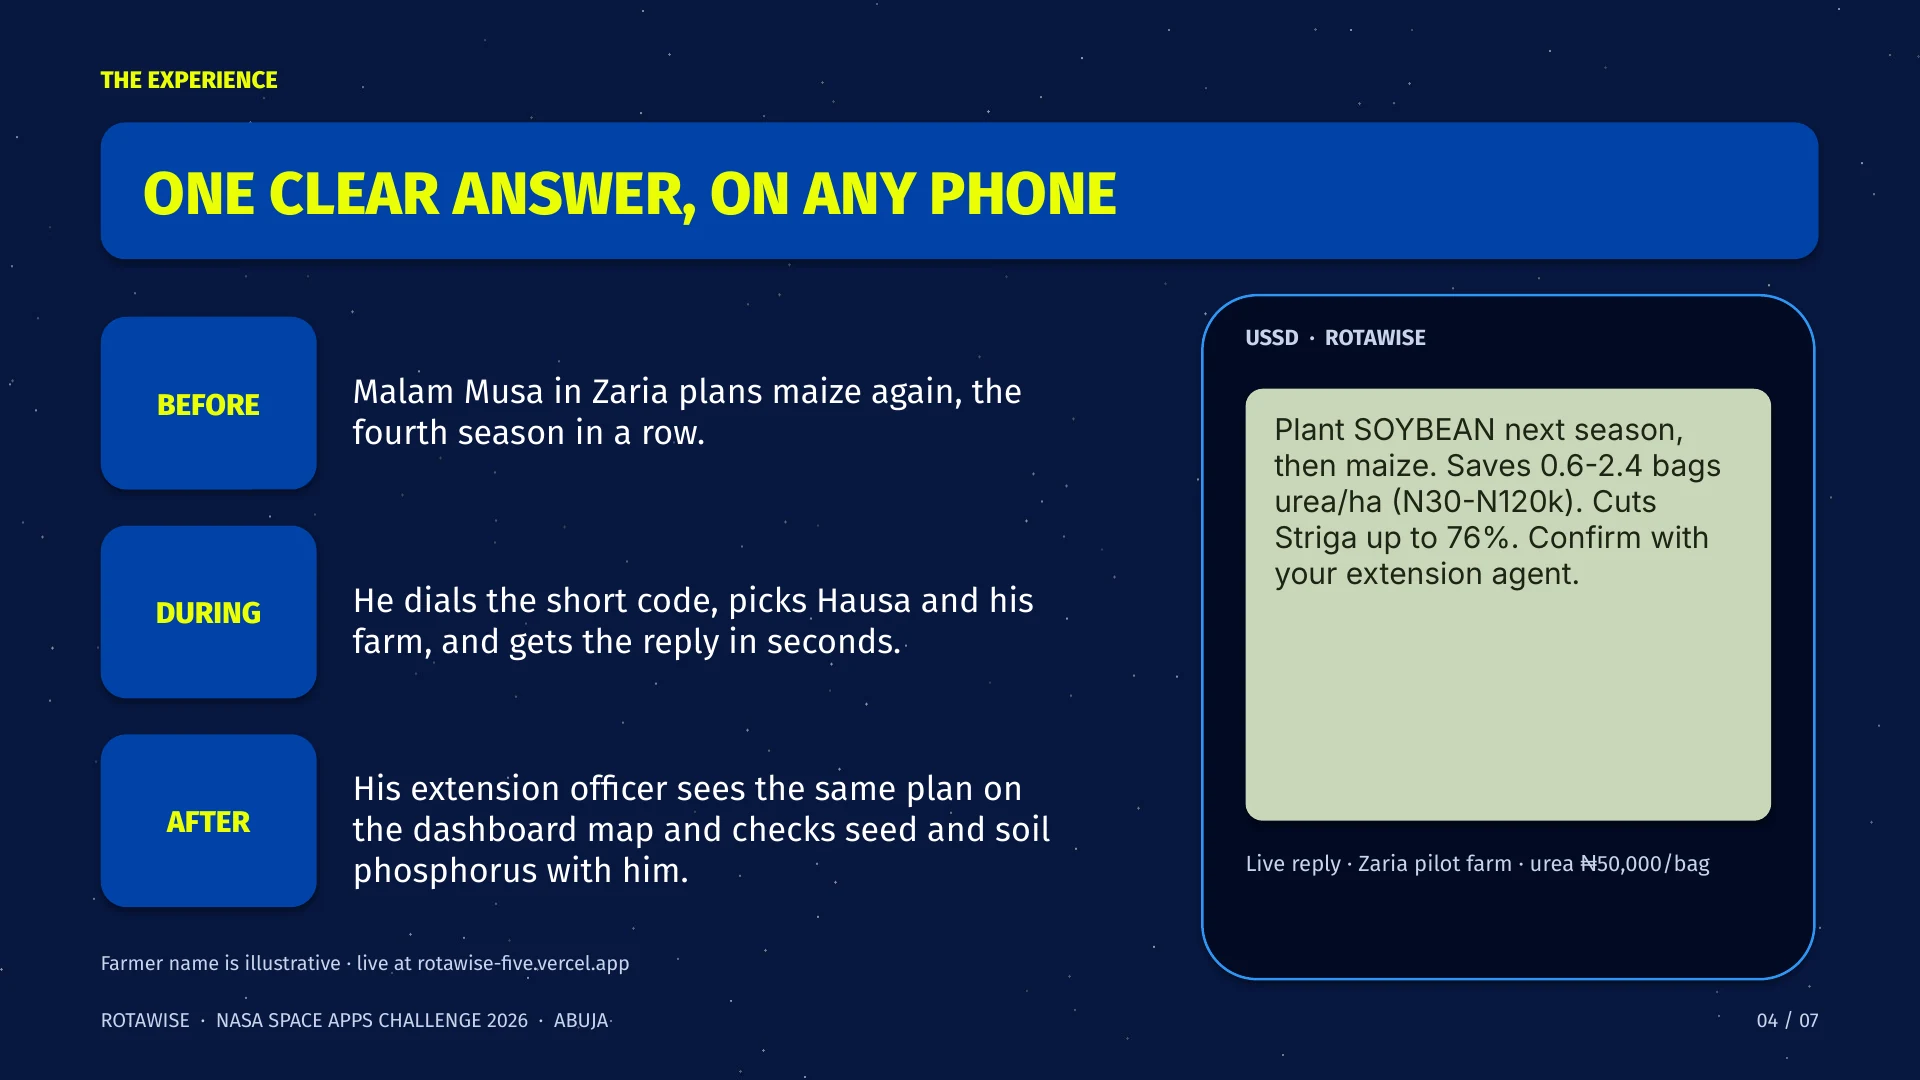 THE EXPERIENCE
ONE CLEAR ANSWER, ON ANY PHONE
BEFORE
Malam Musa in Zaria plans maize again, the
fourth season in a row.
DURING
He dials the short code, picks Hausa and his
farm, and gets the reply in seconds.
AFTER
His extension officer sees the same plan on
the dashboard map and checks seed and soil
phosphorus with him.
USSD · ROTAWISE
Plant SOYBEAN next season,
then maize. Saves 0.6-2.4 bags
urea/ha (N30-N120k). Cuts
Striga up to 76%. Confirm with
your extension agent.
Live reply · Zaria pilot farm · urea ₦50,000/bag
Farmer name is illustrative · live at rotawise-five.vercel.app
ROTAWISE · NASA SPACE APPS CHALLENGE 2026 · ABUJA
04 / 07